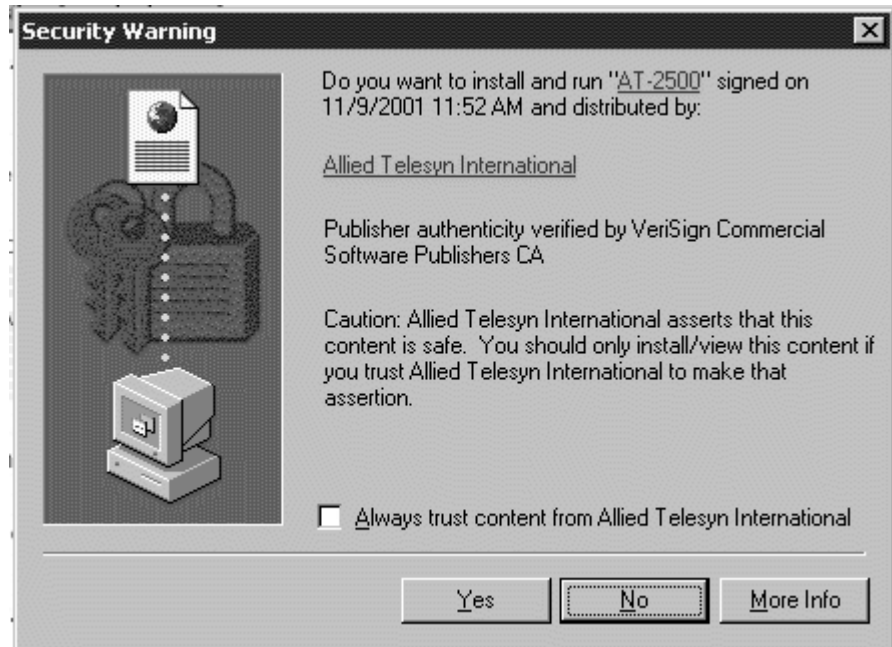 Security Warning
Do you want to install and run "AT-2500" signed on
11/9/2001 11:52 AM and distributed by:
Allied Telesyn International
Publisher authenticity verified by VeriSign Commercial
Software Publishers CA
Caution: Allied Telesyn International asserts that this
content is safe.  You should only install/view this content if
you trust Allied Telesyn International to make that
assertion.
Always trust content from Allied Telesyn International
Yes No More Info